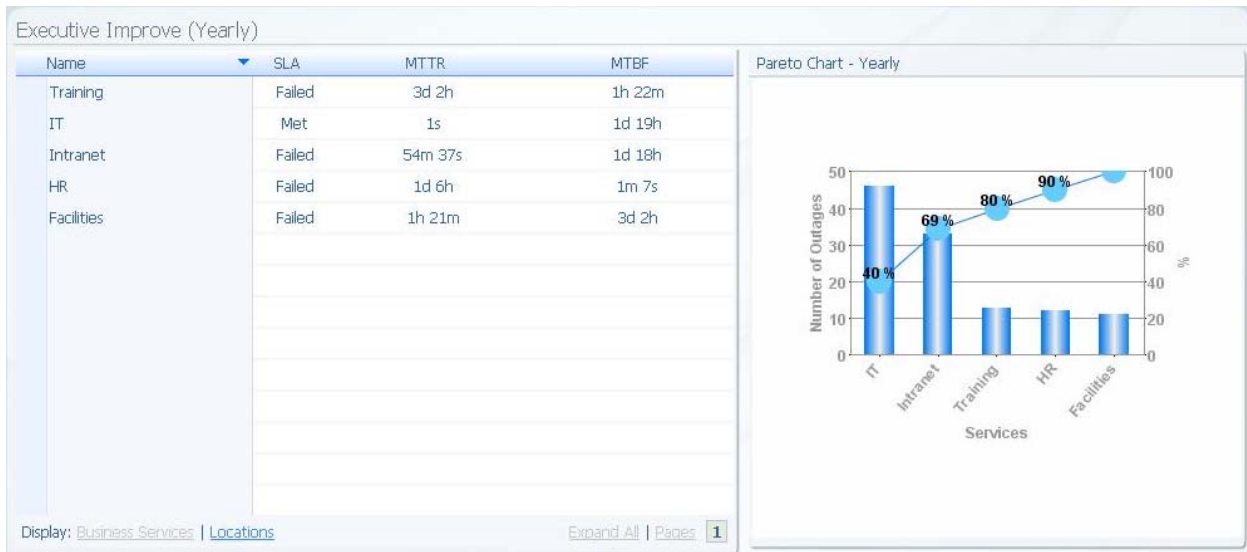 Executive Improve (Yearly)
Name SLA MTTR MTBF
Training Failed 3d 2h 1h 22m
IT Met 1s 1d 19h
Intranet Failed 54m 37s 1d 18h
HR Failed 1d 6h 1m 7s
Facilities Failed 1h 21m 3d 2h
Display: Business Services | Locations Expand All | Pages 1
Pareto Chart - Yearly
50 100
90 %
80 %
40 80
69 %
30 60
40 %
20 40
10 20
0 0
Number of Outages
%
IT Intranet Training HR Facilities
Services